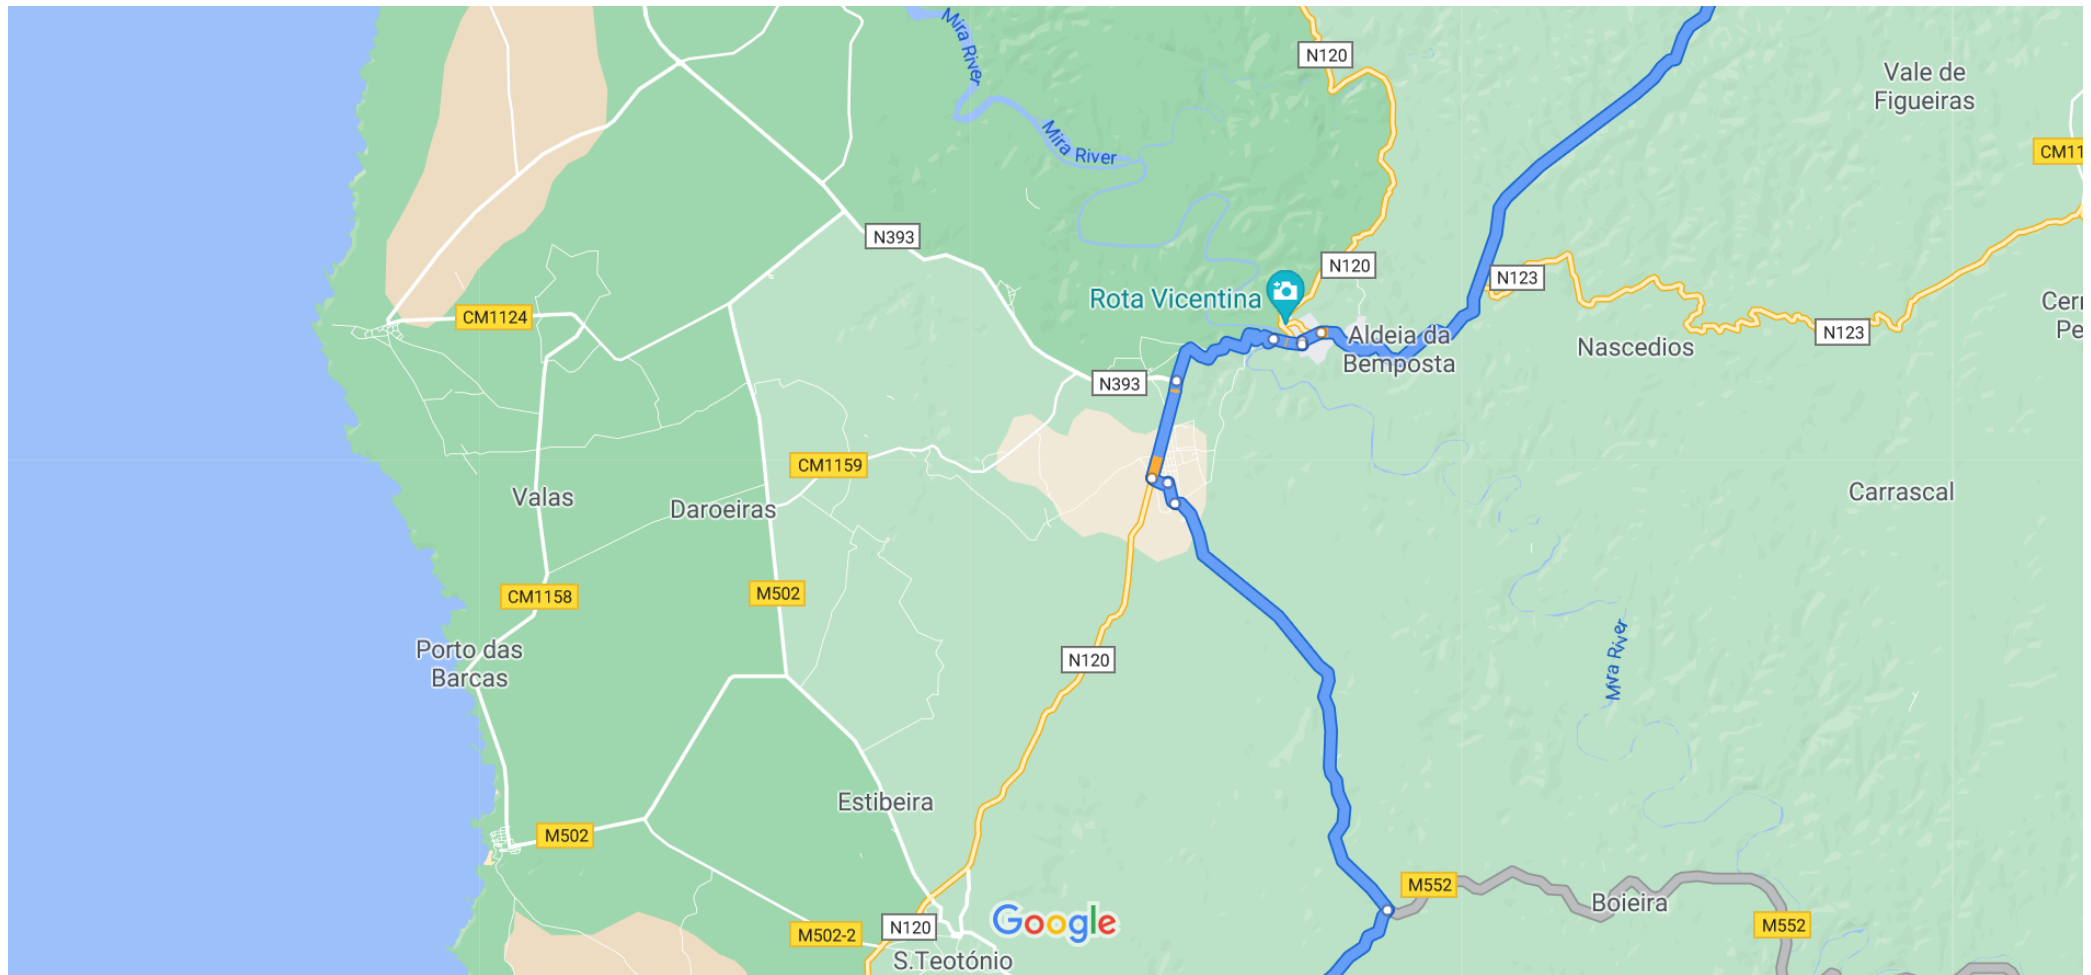 Mira River
N120
Vale de
Figueiras
Mira River
CM11
N393
N120
N123
Rota Vicentina
CM1124
Cerr
Pe
Aldeia da
Bemposta
Nascedios
N123
N393
CM1159
Valas
Daroeiras
Carrascal
CM1158
M502
Porto das
Barcas
N120
Mira River
Estibeira
M502
M552
Boieira
N120
Google
M502-2
M552
S.Teotónio